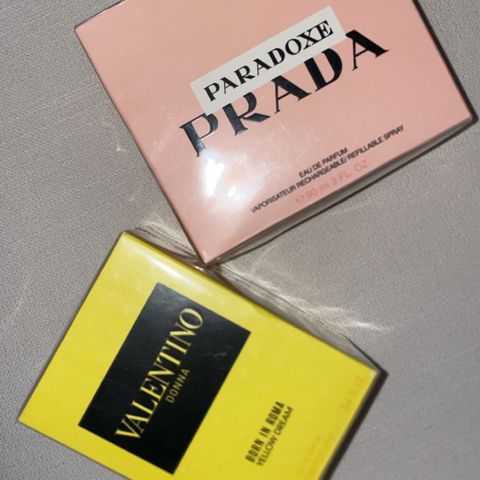 PARADOXE
PRADA
EAU DE PARFUM
VAPORISATEUR RECHARGEABLE/ REFILLABLE SPRAY
℮ 90 ml 3 FL. OZ
VALENTINO
DONNA
BORN IN ROMA
YELLOW DREAM